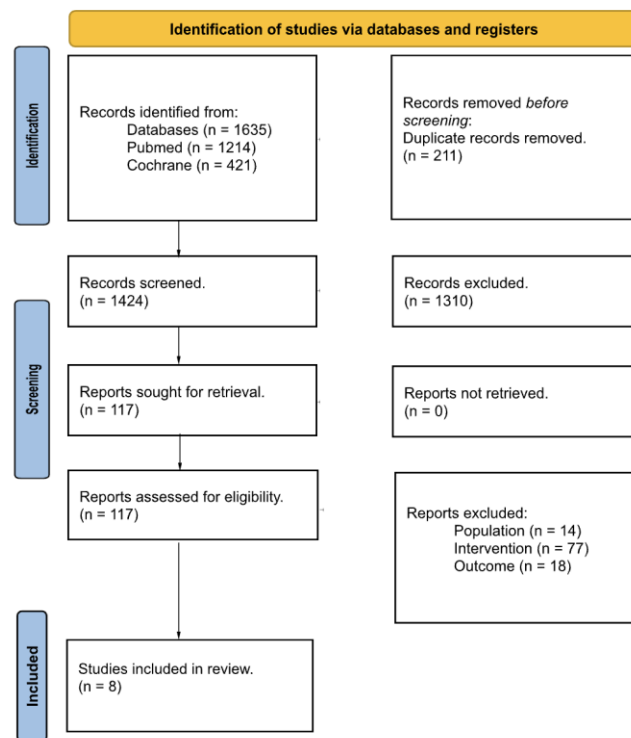 Identification of studies via databases and registers
Identification
Records identified from:
Databases (n = 1635)
Pubmed (n = 1214)
Cochrane (n = 421)
Records removed before
screening:
Duplicate records removed.
(n = 211)
Screening
Records screened.
(n = 1424)
Records excluded.
(n = 1310)
Reports sought for retrieval.
(n = 117)
Reports not retrieved.
(n = 0)
Reports assessed for eligibility.
(n = 117)
Reports excluded:
Population (n = 14)
Intervention (n = 77)
Outcome (n = 18)
Included
Studies included in review.
(n = 8)